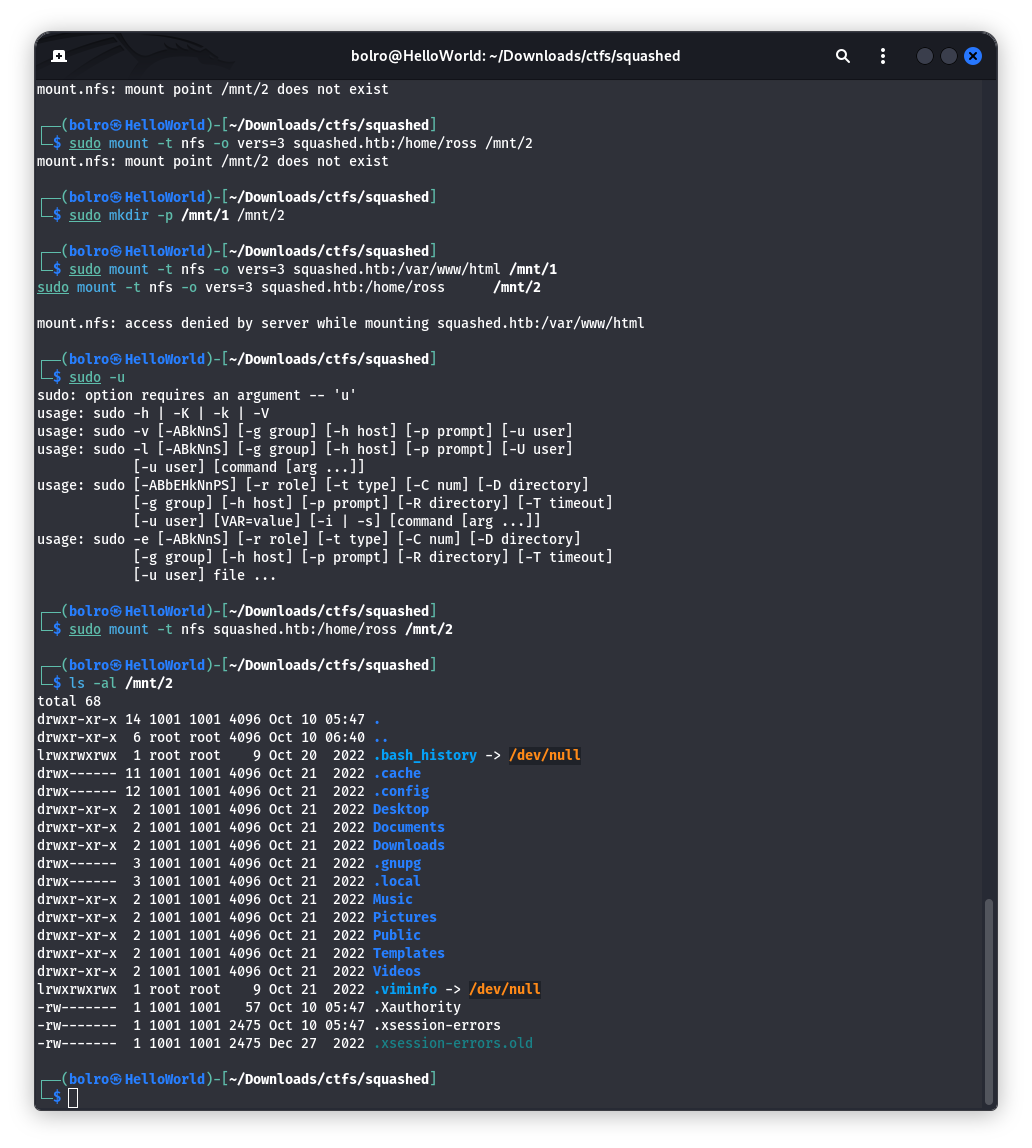 bolro@HelloWorld: ~/Downloads/ctfs/squashed
mount.nfs: mount point /mnt/2 does not exist
┌──(bolro㉿HelloWorld)-[~/Downloads/ctfs/squashed]
└─$ sudo mount -t nfs -o vers=3 squashed.htb:/home/ross /mnt/2
mount.nfs: mount point /mnt/2 does not exist
┌──(bolro㉿HelloWorld)-[~/Downloads/ctfs/squashed]
└─$ sudo mkdir -p /mnt/1 /mnt/2
┌──(bolro㉿HelloWorld)-[~/Downloads/ctfs/squashed]
└─$ sudo mount -t nfs -o vers=3 squashed.htb:/var/www/html /mnt/1
sudo mount -t nfs -o vers=3 squashed.htb:/home/ross      /mnt/2
mount.nfs: access denied by server while mounting squashed.htb:/var/www/html
┌──(bolro㉿HelloWorld)-[~/Downloads/ctfs/squashed]
└─$ sudo -u
sudo: option requires an argument -- 'u'
usage: sudo -h | -K | -k | -V
usage: sudo -v [-ABkNnS] [-g group] [-h host] [-p prompt] [-u user]
usage: sudo -l [-ABkNnS] [-g group] [-h host] [-p prompt] [-U user]
            [-u user] [command [arg ...]]
usage: sudo [-ABbEHkNnPS] [-r role] [-t type] [-C num] [-D directory]
            [-g group] [-h host] [-p prompt] [-R directory] [-T timeout]
            [-u user] [VAR=value] [-i | -s] [command [arg ...]]
usage: sudo -e [-ABkNnS] [-r role] [-t type] [-C num] [-D directory]
            [-g group] [-h host] [-p prompt] [-R directory] [-T timeout]
            [-u user] file ...
┌──(bolro㉿HelloWorld)-[~/Downloads/ctfs/squashed]
└─$ sudo mount -t nfs squashed.htb:/home/ross /mnt/2
┌──(bolro㉿HelloWorld)-[~/Downloads/ctfs/squashed]
└─$ ls -al /mnt/2
total 68
drwxr-xr-x 14 1001 1001 4096 Oct 10 05:47 .
drwxr-xr-x  6 root root 4096 Oct 10 06:40 ..
lrwxrwxrwx  1 root root    9 Oct 20  2022 .bash_history -> /dev/null
drwx------ 11 1001 1001 4096 Oct 21  2022 .cache
drwx------ 12 1001 1001 4096 Oct 21  2022 .config
drwxr-xr-x  2 1001 1001 4096 Oct 21  2022 Desktop
drwxr-xr-x  2 1001 1001 4096 Oct 21  2022 Documents
drwxr-xr-x  2 1001 1001 4096 Oct 21  2022 Downloads
drwx------  3 1001 1001 4096 Oct 21  2022 .gnupg
drwx------  3 1001 1001 4096 Oct 21  2022 .local
drwxr-xr-x  2 1001 1001 4096 Oct 21  2022 Music
drwxr-xr-x  2 1001 1001 4096 Oct 21  2022 Pictures
drwxr-xr-x  2 1001 1001 4096 Oct 21  2022 Public
drwxr-xr-x  2 1001 1001 4096 Oct 21  2022 Templates
drwxr-xr-x  2 1001 1001 4096 Oct 21  2022 Videos
lrwxrwxrwx  1 root root    9 Oct 21  2022 .viminfo -> /dev/null
-rw-------  1 1001 1001   57 Oct 10 05:47 .Xauthority
-rw-------  1 1001 1001 2475 Oct 10 05:47 .xsession-errors
-rw-------  1 1001 1001 2475 Dec 27  2022 .xsession-errors.old
┌──(bolro㉿HelloWorld)-[~/Downloads/ctfs/squashed]
└─$